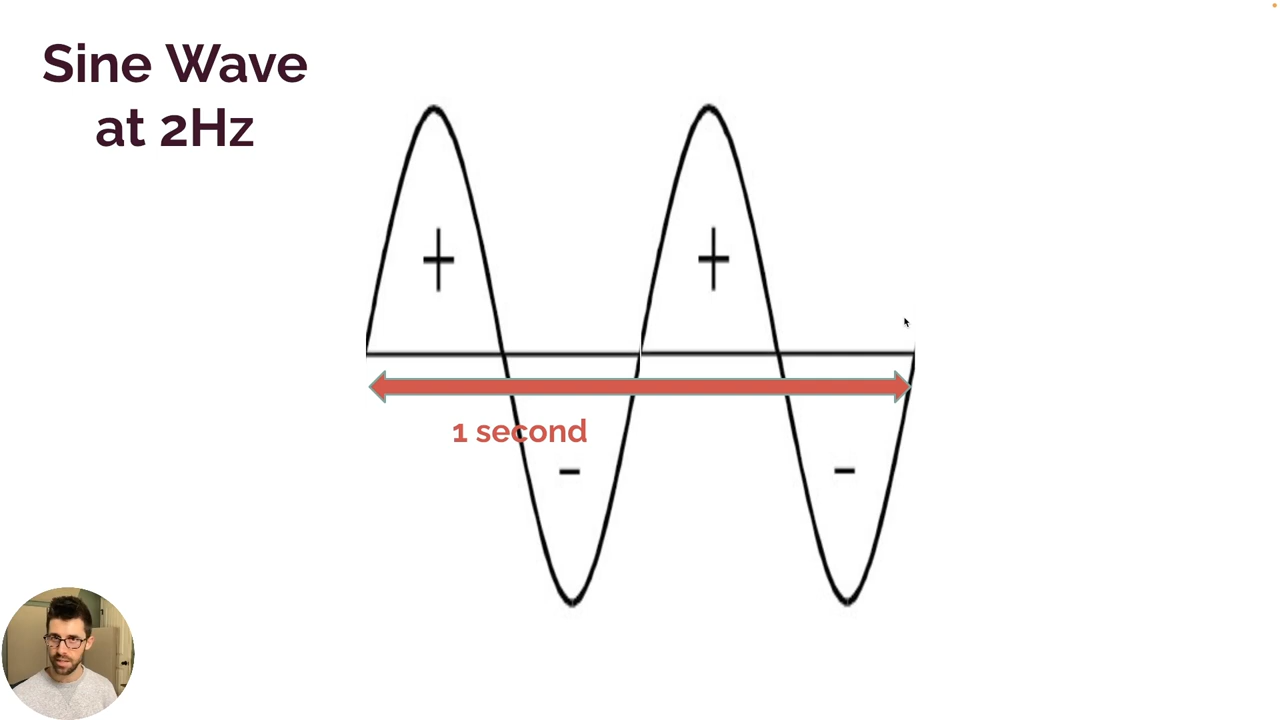 Sine Wave
at 2Hz
+ +
1 second
- -